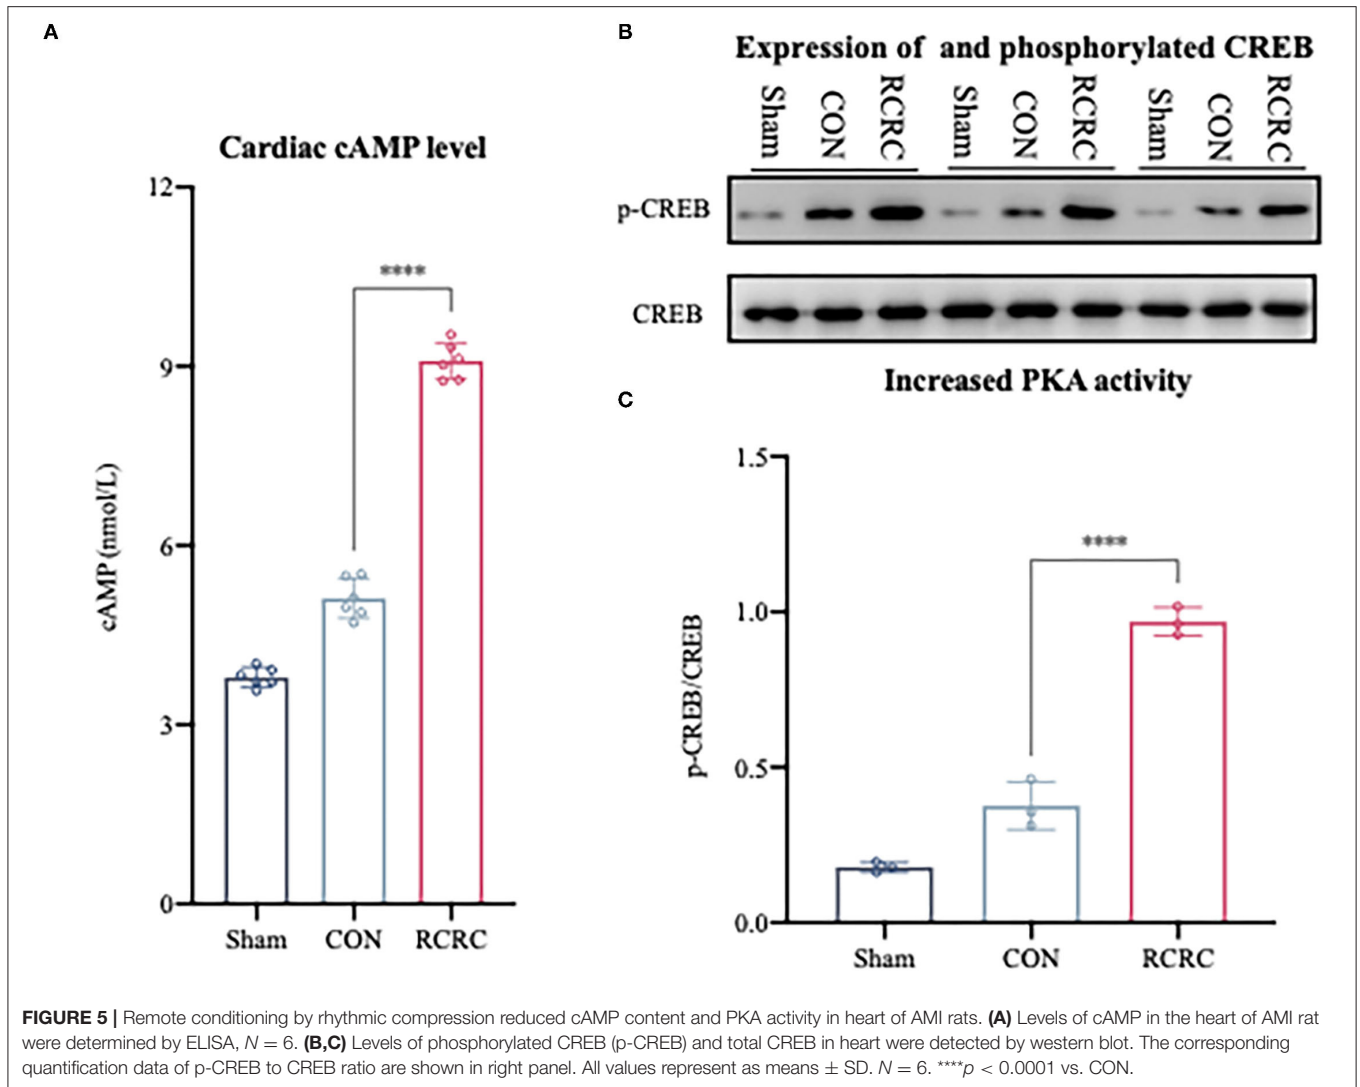 A
Cardiac cAMP level
12
9
6
3
0
cAMP (nmol/L)
****
Sham CON RCRC
B
Expression of and phosphorylated CREB
Sham CON RCRC Sham CON RCRC Sham CON RCRC
p-CREB
CREB
C
Increased PKA activity
1.5
1.0
0.5
0.0
p-CREB/CREB
****
Sham CON RCRC
FIGURE 5 | Remote conditioning by rhythmic compression reduced cAMP content and PKA activity in heart of AMI rats. (A) Levels of cAMP in the heart of AMI rat
were determined by ELISA, N = 6. (B,C) Levels of phosphorylated CREB (p-CREB) and total CREB in heart were detected by western blot. The corresponding
quantification data of p-CREB to CREB ratio are shown in right panel. All values represent as means ± SD. N = 6. ****p < 0.0001 vs. CON.